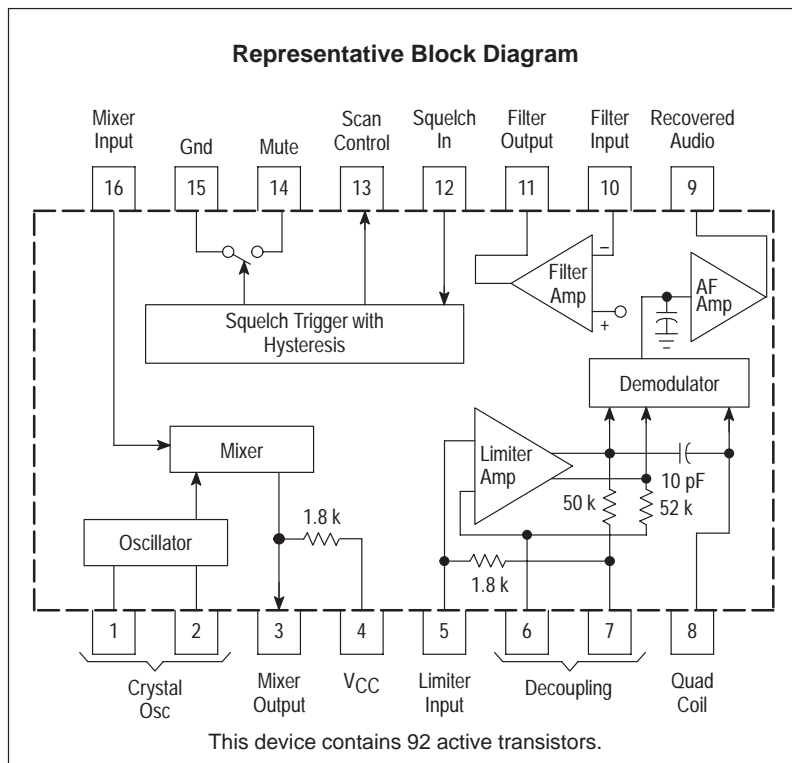 Representative Block Diagram
Mixer
Input
Gnd
Mute
Scan
Control
Squelch
In
Filter
Output
Filter
Input
Recovered
Audio
16
15
14
13
12
11
10
9
Filter
Amp
–
+
AF
Amp
Squelch Trigger with
Hysteresis
Demodulator
Mixer
Limiter
Amp
10 pF
50 k
52 k
1.8 k
Oscillator
1.8 k
1
2
3
4
5
6
7
8
Crystal
Osc
Mixer
Output
VCC
Limiter
Input
Decoupling
Quad
Coil
This device contains 92 active transistors.